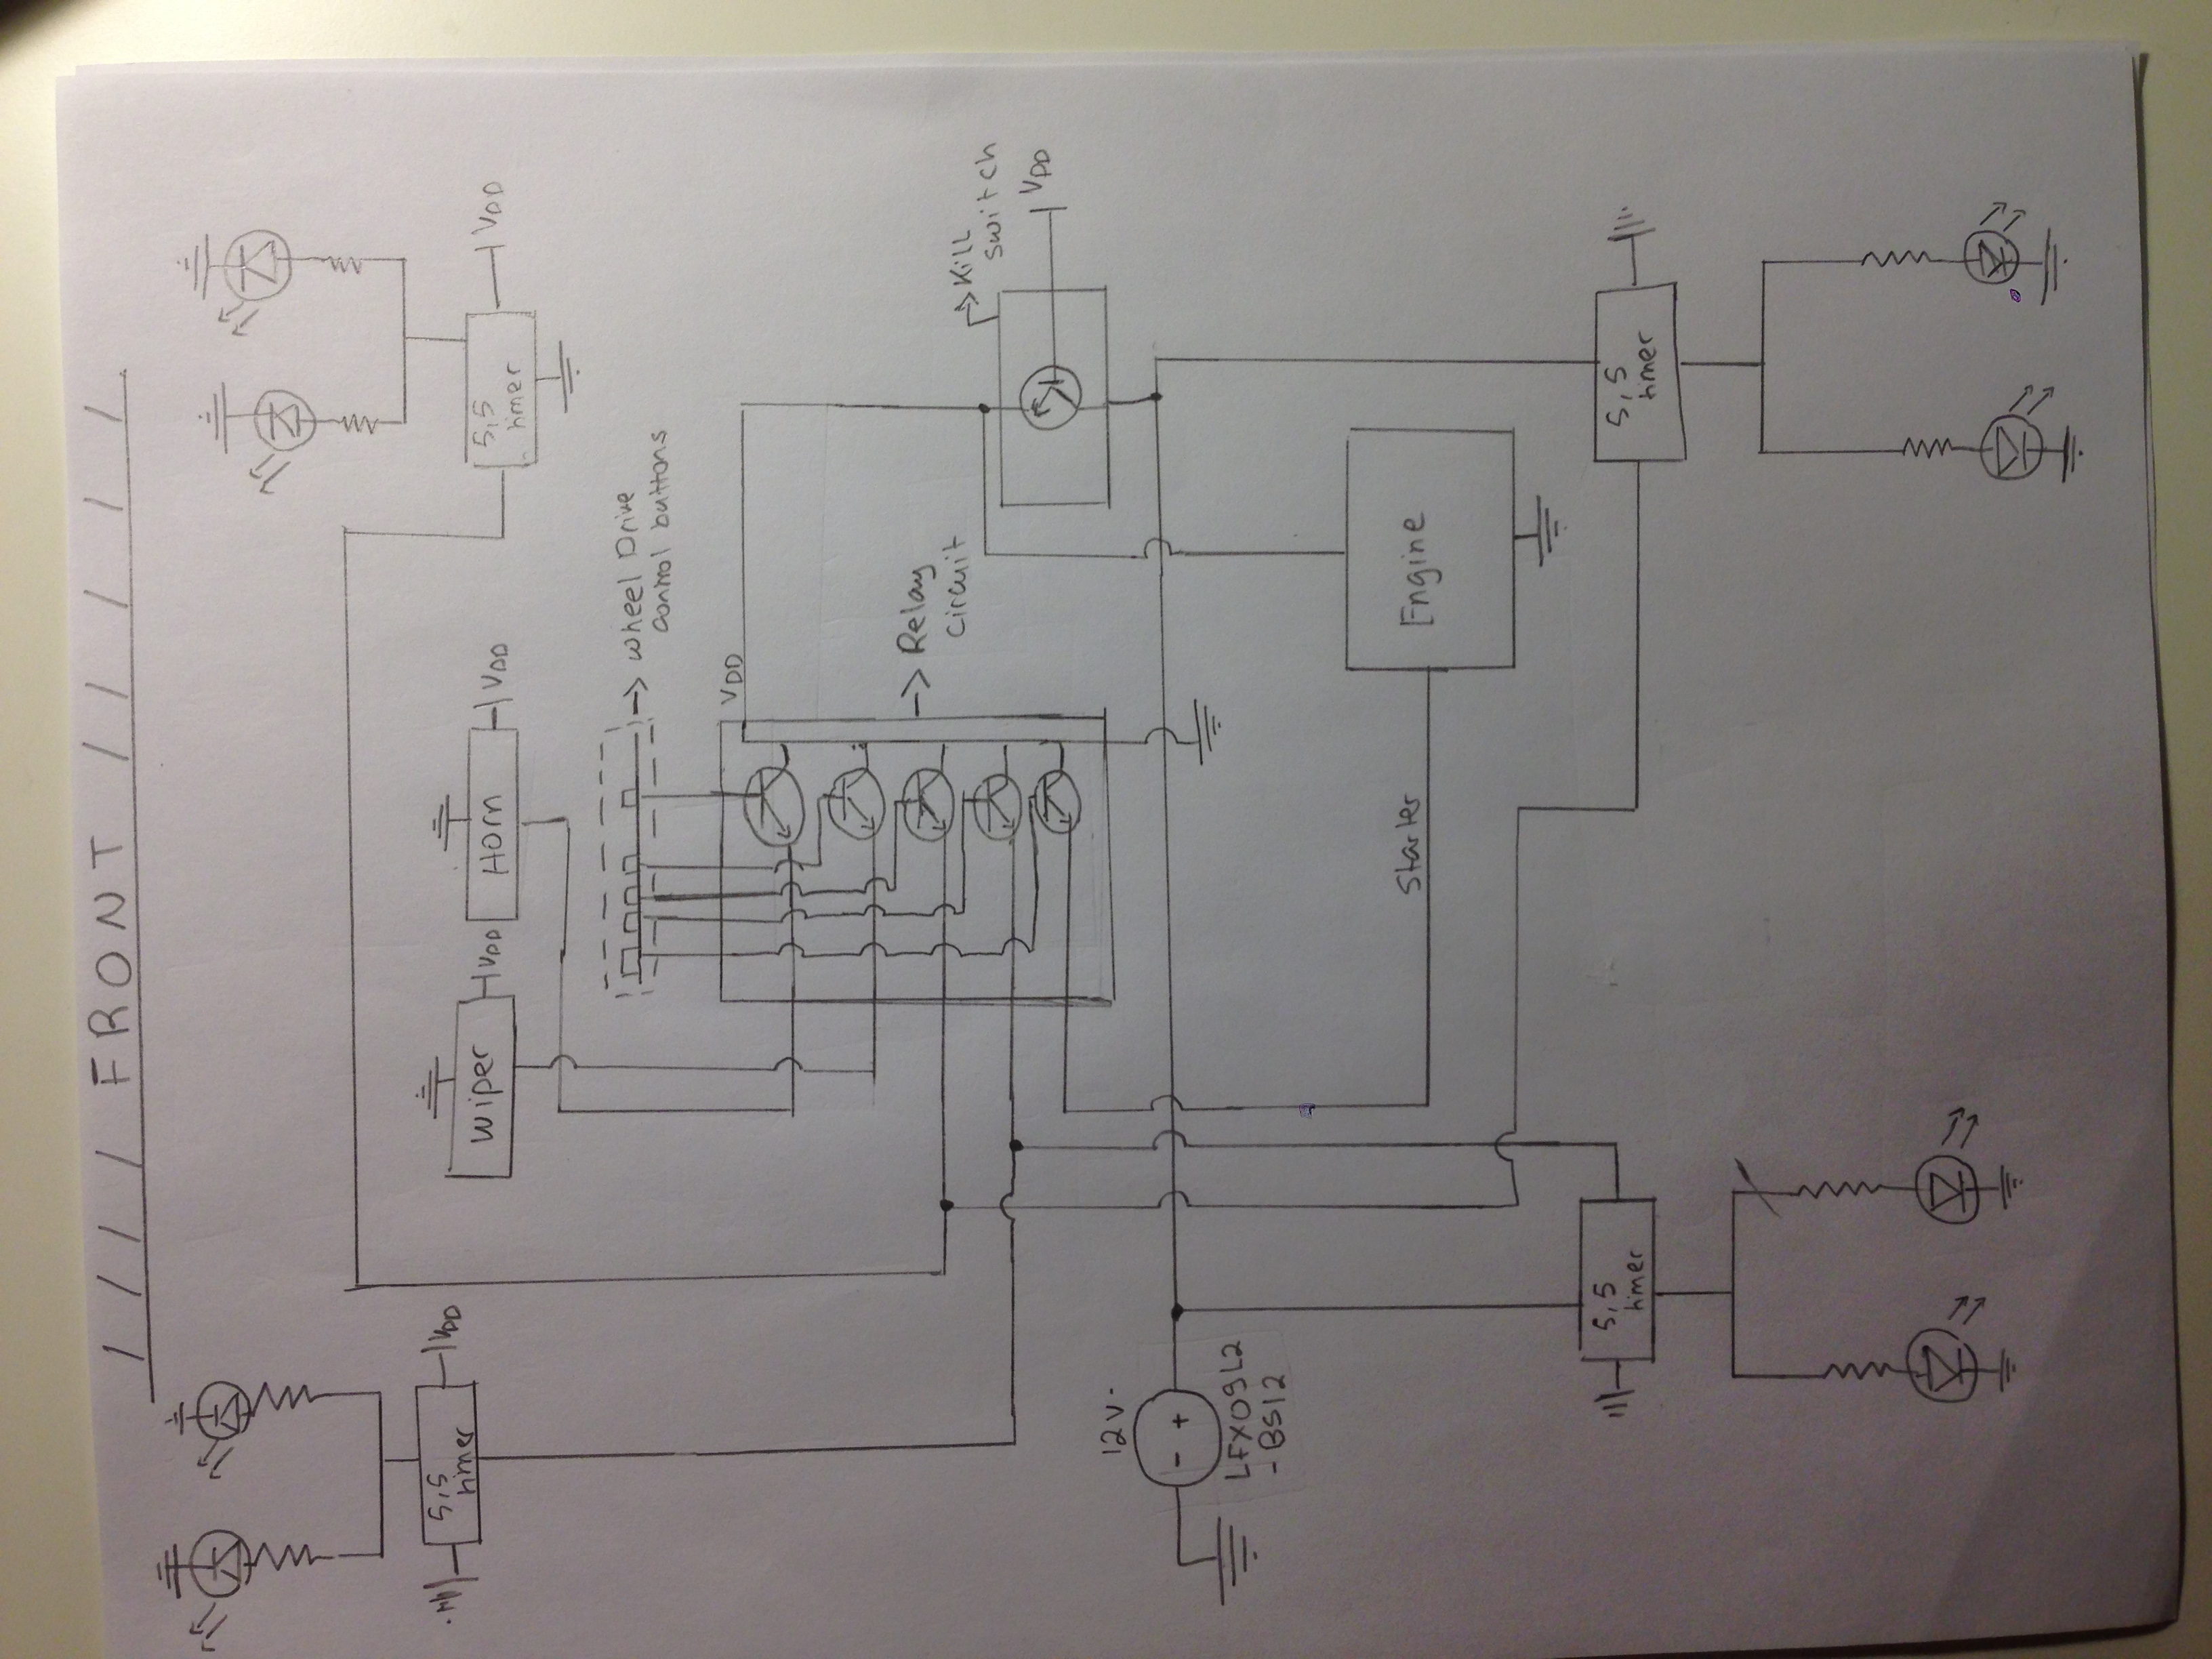 FRONT
VDD
5,5
timer
VDD
Horn
VDD
Wiper
VDD
5,5
timer
-> Wheel Drive
control buttons
VDD
-> Relay
circuit
-> Kill
switch
VDD
Engine
Starter
12V
- +
LFX09L2
-BS12
5,5
timer
5,5
timer